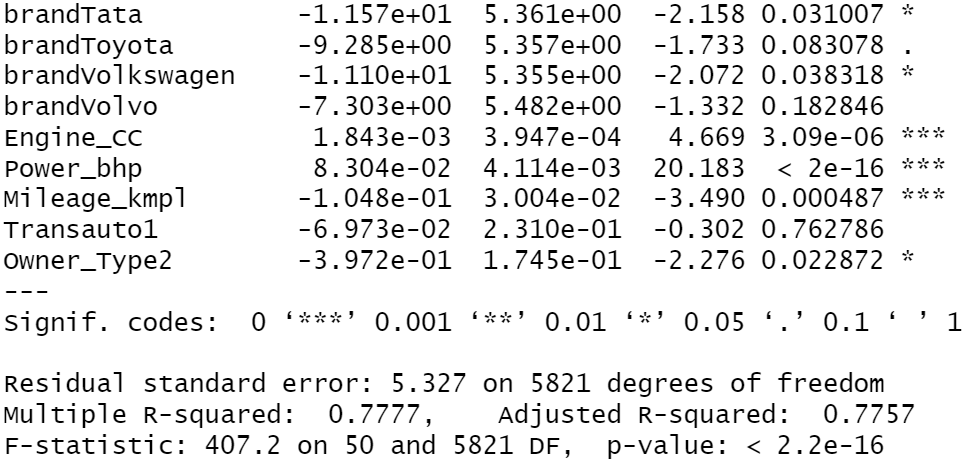 brandTata -1.157e+01 5.361e+00 -2.158 0.031007 *
brandToyota -9.285e+00 5.357e+00 -1.733 0.083078 .
brandVolkswagen -1.110e+01 5.355e+00 -2.072 0.038318 *
brandVolvo -7.303e+00 5.482e+00 -1.332 0.182846
Engine_CC 1.843e-03 3.947e-04 4.669 3.09e-06 ***
Power_bhp 8.304e-02 4.114e-03 20.183 < 2e-16 ***
Mileage_kmpl -1.048e-01 3.004e-02 -3.490 0.000487 ***
Transauto1 -6.973e-02 2.310e-01 -0.302 0.762786
Owner_Type2 -3.972e-01 1.745e-01 -2.276 0.022872 *
---
Signif. codes: 0 ‘***’ 0.001 ‘**’ 0.01 ‘*’ 0.05 ‘.’ 0.1 ‘ ’ 1
Residual standard error: 5.327 on 5821 degrees of freedom
Multiple R-squared: 0.7777, Adjusted R-squared: 0.7757
F-statistic: 407.2 on 50 and 5821 DF, p-value: < 2.2e-16